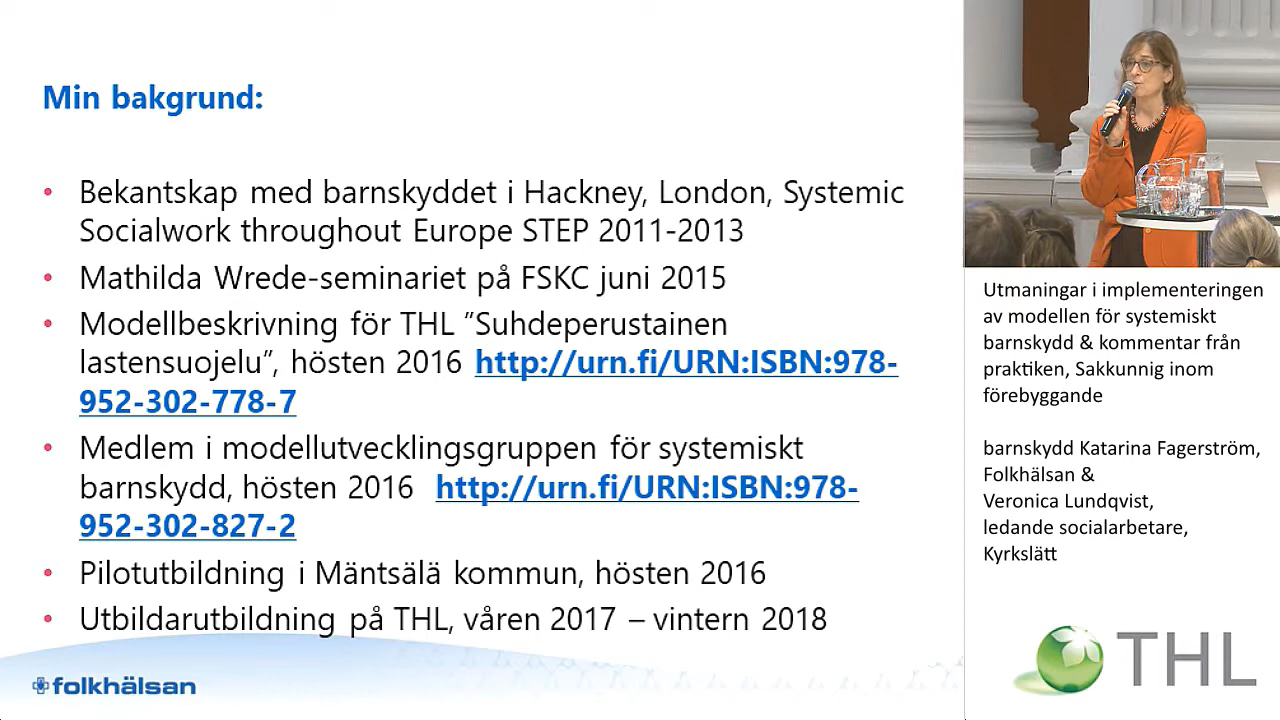 Min bakgrund:
• Bekantskap med barnskyddet i Hackney, London, Systemic
Socialwork throughout Europe STEP 2011-2013
• Mathilda Wrede-seminariet på FSKC juni 2015
• Modellbeskrivning för THL ”Suhdeperustainen
lastensuojelu”, hösten 2016 http://urn.fi/URN:ISBN:978-
952-302-778-7
• Medlem i modellutvecklingsgruppen för systemiskt
barnskydd, hösten 2016 http://urn.fi/URN:ISBN:978-
952-302-827-2
• Pilotutbildning i Mäntsälä kommun, hösten 2016
• Utbildarutbildning på THL, våren 2017 – vintern 2018
folkhälsan
Utmaningar i implementeringen
av modellen för systemiskt
barnskydd & kommentar från
praktiken, Sakkunnig inom
förebyggande
barnskydd Katarina Fagerström,
Folkhälsan &
Veronica Lundqvist,
ledande socialarbetare,
Kyrkslätt
THL